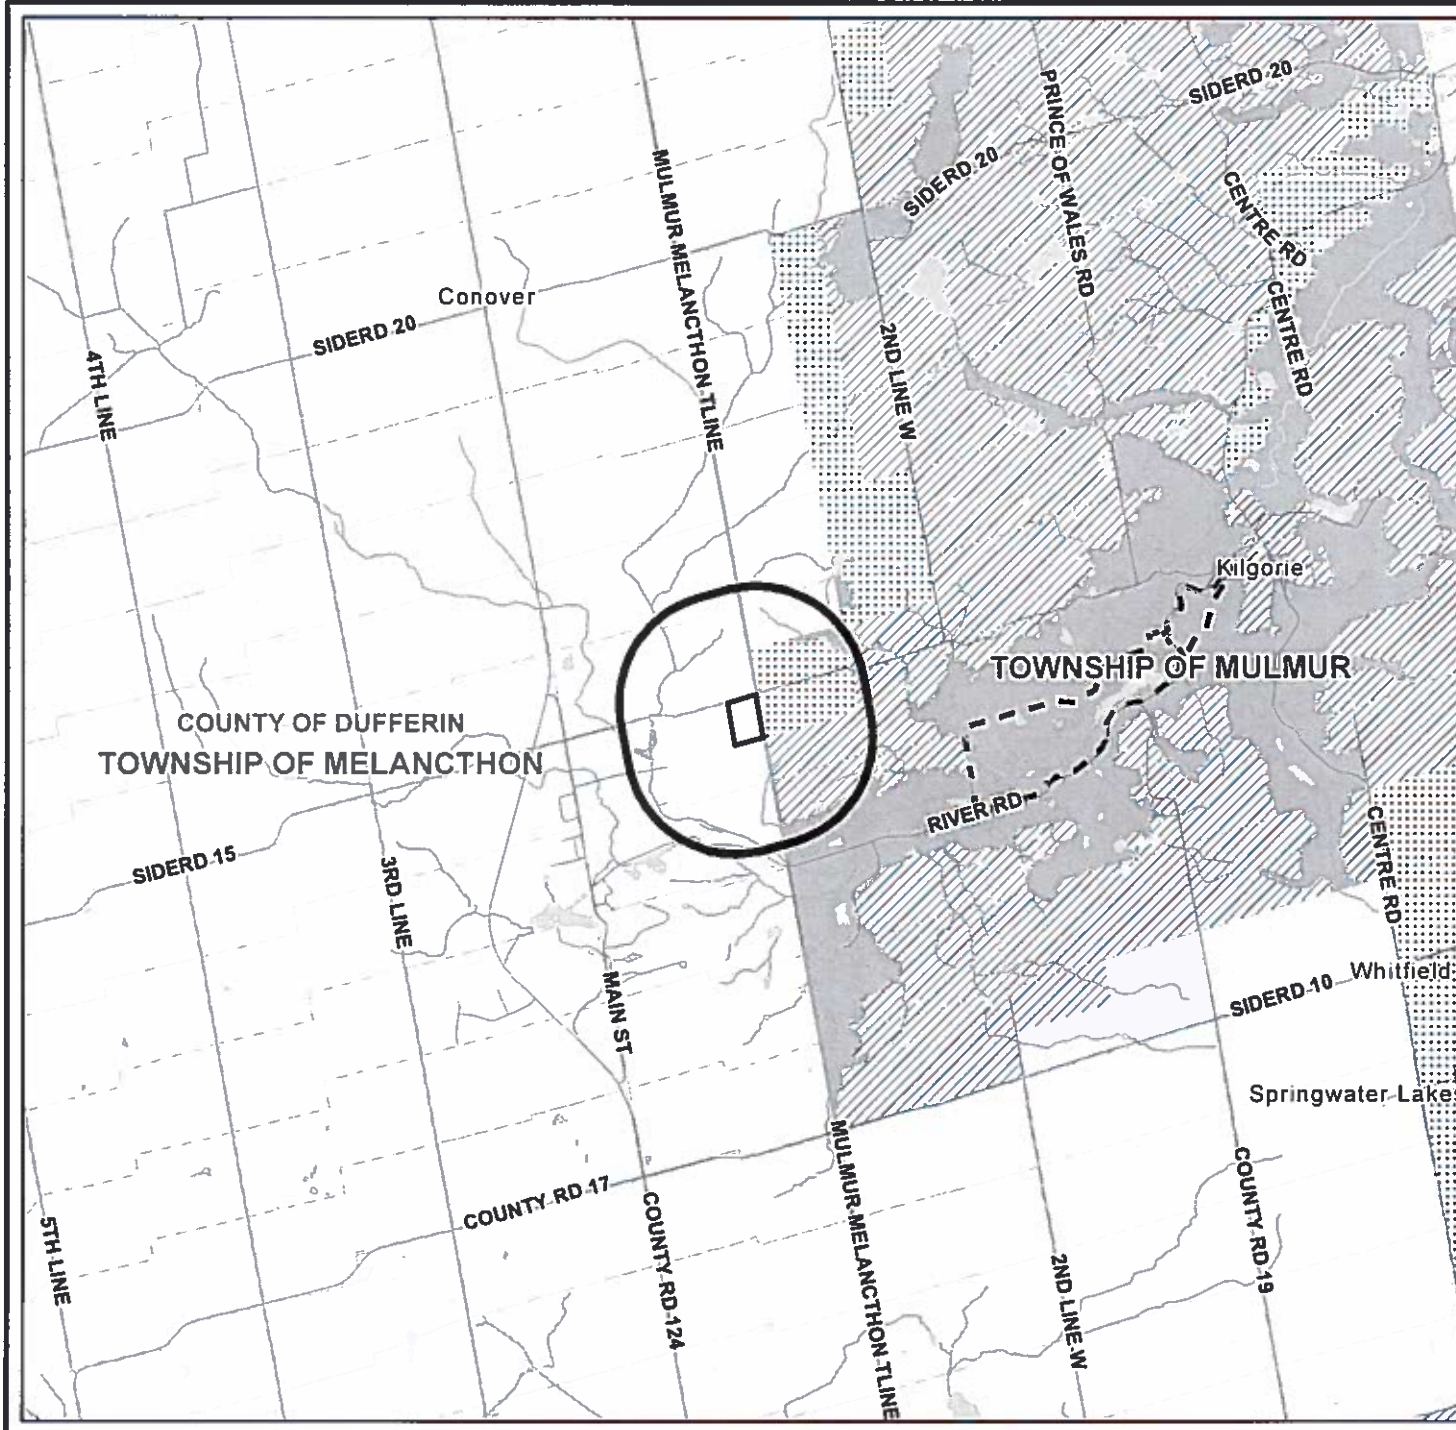 SIDERD 20
PRINCE OF WALES RD
SIDERD 20
MULMUR-MELANCTHON TLINE
CENTRE RD
Conover
CENTRE RD
SIDERD 20
2ND LINE W
4TH LINE
Kilgorie
TOWNSHIP OF MULMUR
COUNTY OF DUFFERIN
TOWNSHIP OF MELANCTHON
RIVER RD
SIDERD 15
3RD LINE
CENTRE RD
MAIN ST
Whitfield
SIDERD 10
Springwater Lakes
MULMUR-MELANCTHON TLINE
COUNTY RD 17
COUNTY RD 124
COUNTY RD 19
5TH LINE
2ND LINE W